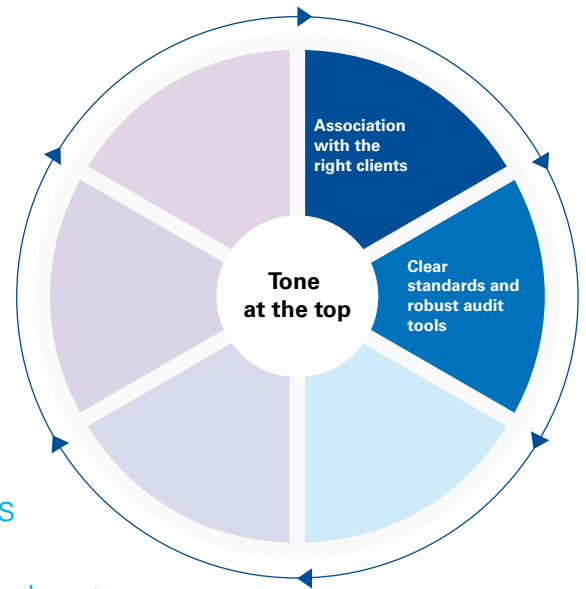 Association
with the
right clients
Clear
standards and
robust audit
tools
Tone
at the top